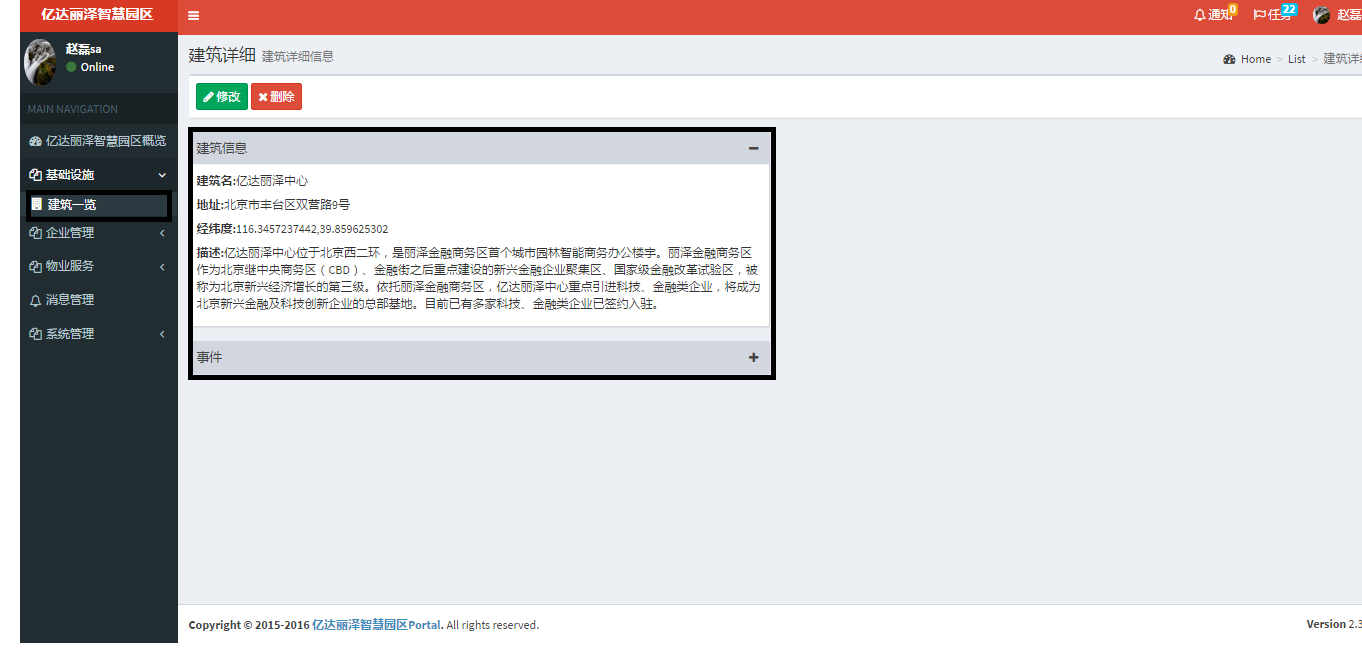 亿达丽泽智慧园区
通知 0
任务 22
赵磊
赵磊sa
Online
MAIN NAVIGATION
亿达丽泽智慧园区概览
基础设施
建筑一览
企业管理
物业服务
消息管理
系统管理
建筑详细 建筑详细信息
Home > List > 建筑详
修改 删除
建筑信息
建筑名:亿达丽泽中心
地址:北京市丰台区双营路9号
经纬度:116.3457237442,39.859625302
描述:亿达丽泽中心位于北京西二环，是丽泽金融商务区首个城市园林智能商务办公楼宇。丽泽金融商务区
作为北京继中央商务区（CBD）、金融街之后重点建设的新兴金融企业聚集区、国家级金融改革试验区，被
称为北京新兴经济增长的第三级。依托丽泽金融商务区，亿达丽泽中心重点引进科技、金融类企业，将成为
北京新兴金融及科技创新企业的总部基地。目前已有多家科技、金融类企业已签约入驻。
事件
Copyright © 2015-2016 亿达丽泽智慧园区Portal. All rights reserved.
Version 2.3